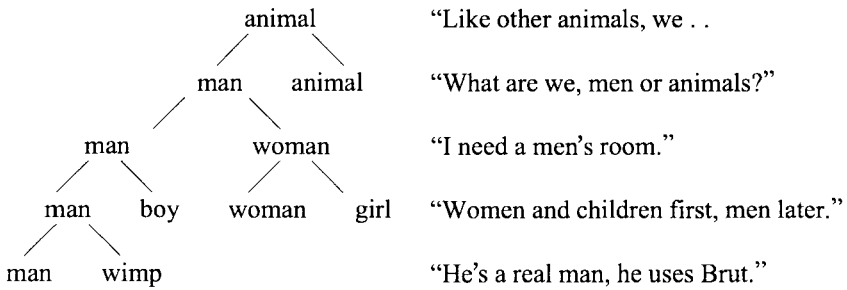 animal “Like other animals, we . .
man animal “What are we, men or animals?”
man woman “I need a men’s room.”
man boy woman girl “Women and children first, men later.”
man wimp “He’s a real man, he uses Brut.”